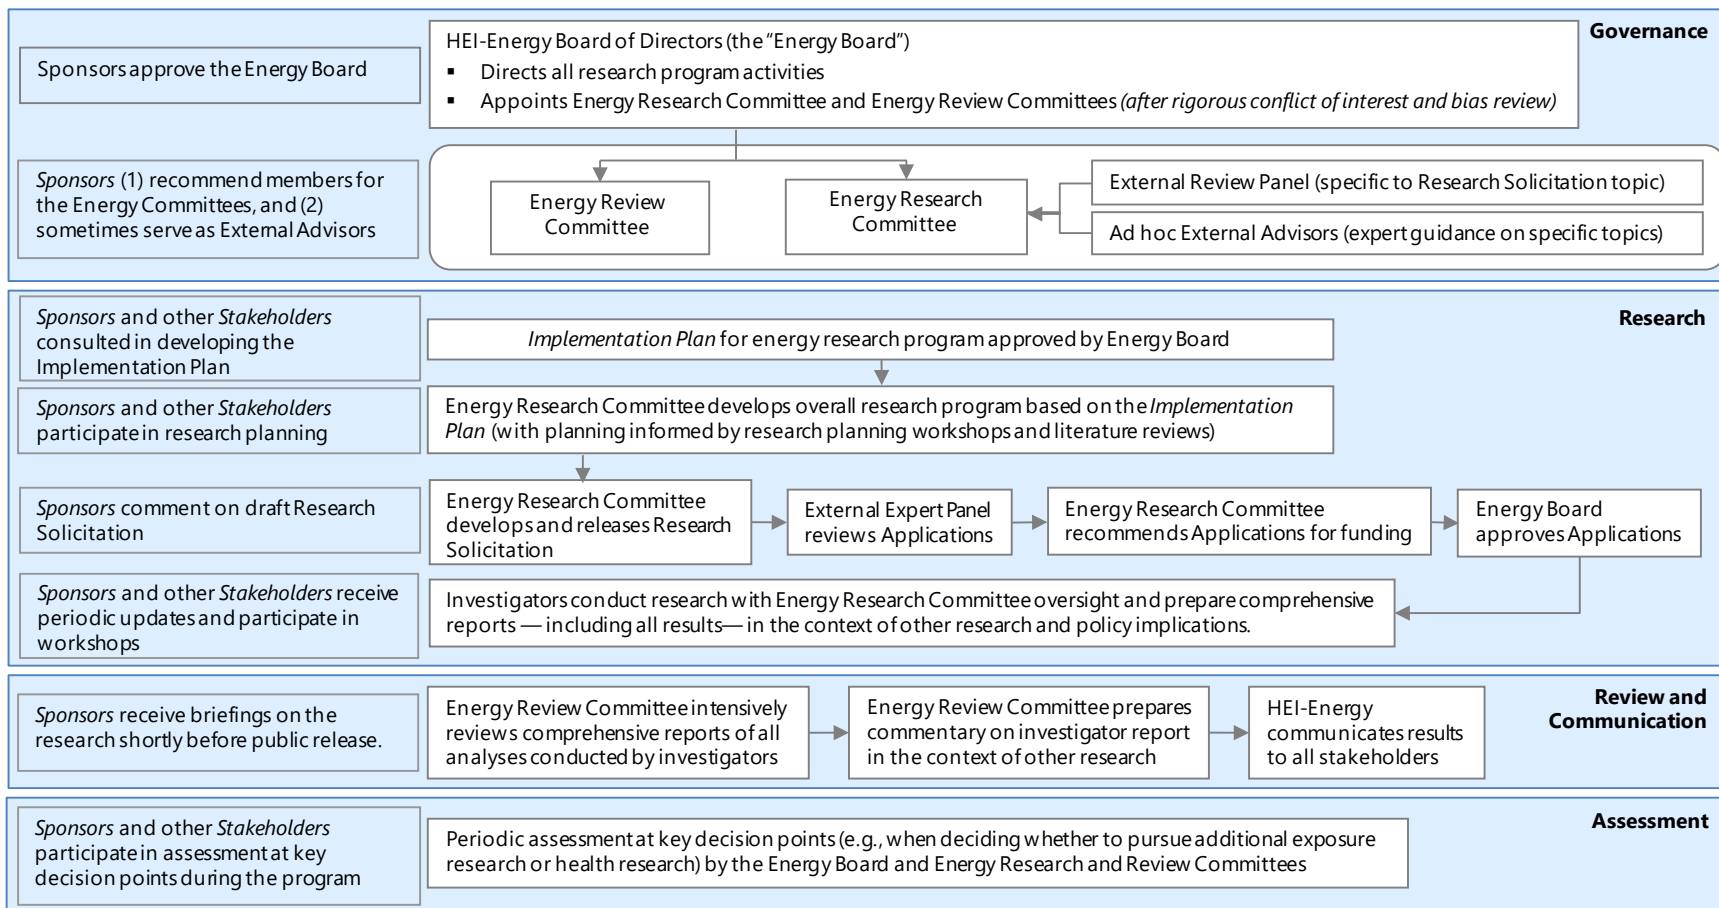 Governance
Sponsors approve the Energy Board
HEI-Energy Board of Directors (the “Energy Board”)
▪ Directs all research program activities
▪ Appoints Energy Research Committee and Energy Review Committees (after rigorous conflict of interest and bias review)
Sponsors (1) recommend members for
the Energy Committees, and (2)
sometimes serve as External Advisors
Energy Review
Committee
Energy Research
Committee
External Review Panel (specific to Research Solicitation topic)
Ad hoc External Advisors (expert guidance on specific topics)
Research
Sponsors and other Stakeholders
consulted in developing the
Implementation Plan
Implementation Plan for energy research program approved by Energy Board
Sponsors and other Stakeholders
participate in research planning
Energy Research Committee develops overall research program based on the Implementation
Plan (with planning informed by research planning workshops and literature reviews)
Sponsors comment on draft Research
Solicitation
Energy Research Committee
develops and releases Research
Solicitation
External Expert Panel
reviews Applications
Energy Research Committee
recommends Applications for funding
Energy Board
approves Applications
Sponsors and other Stakeholders receive
periodic updates and participate in
workshops
Investigators conduct research with Energy Research Committee oversight and prepare comprehensive
reports — including all results— in the context of other research and policy implications.
Review and
Communication
Sponsors receive briefings on the
research shortly before public release.
Energy Review Committee intensively
reviews comprehensive reports of all
analyses conducted by investigators
Energy Review Committee prepares
commentary on investigator report
in the context of other research
HEI-Energy
communicates results
to all stakeholders
Assessment
Sponsors and other Stakeholders
participate in assessment at key
decision points during the program
Periodic assessment at key decision points (e.g., when deciding whether to pursue additional exposure
research or health research) by the Energy Board and Energy Research and Review Committees